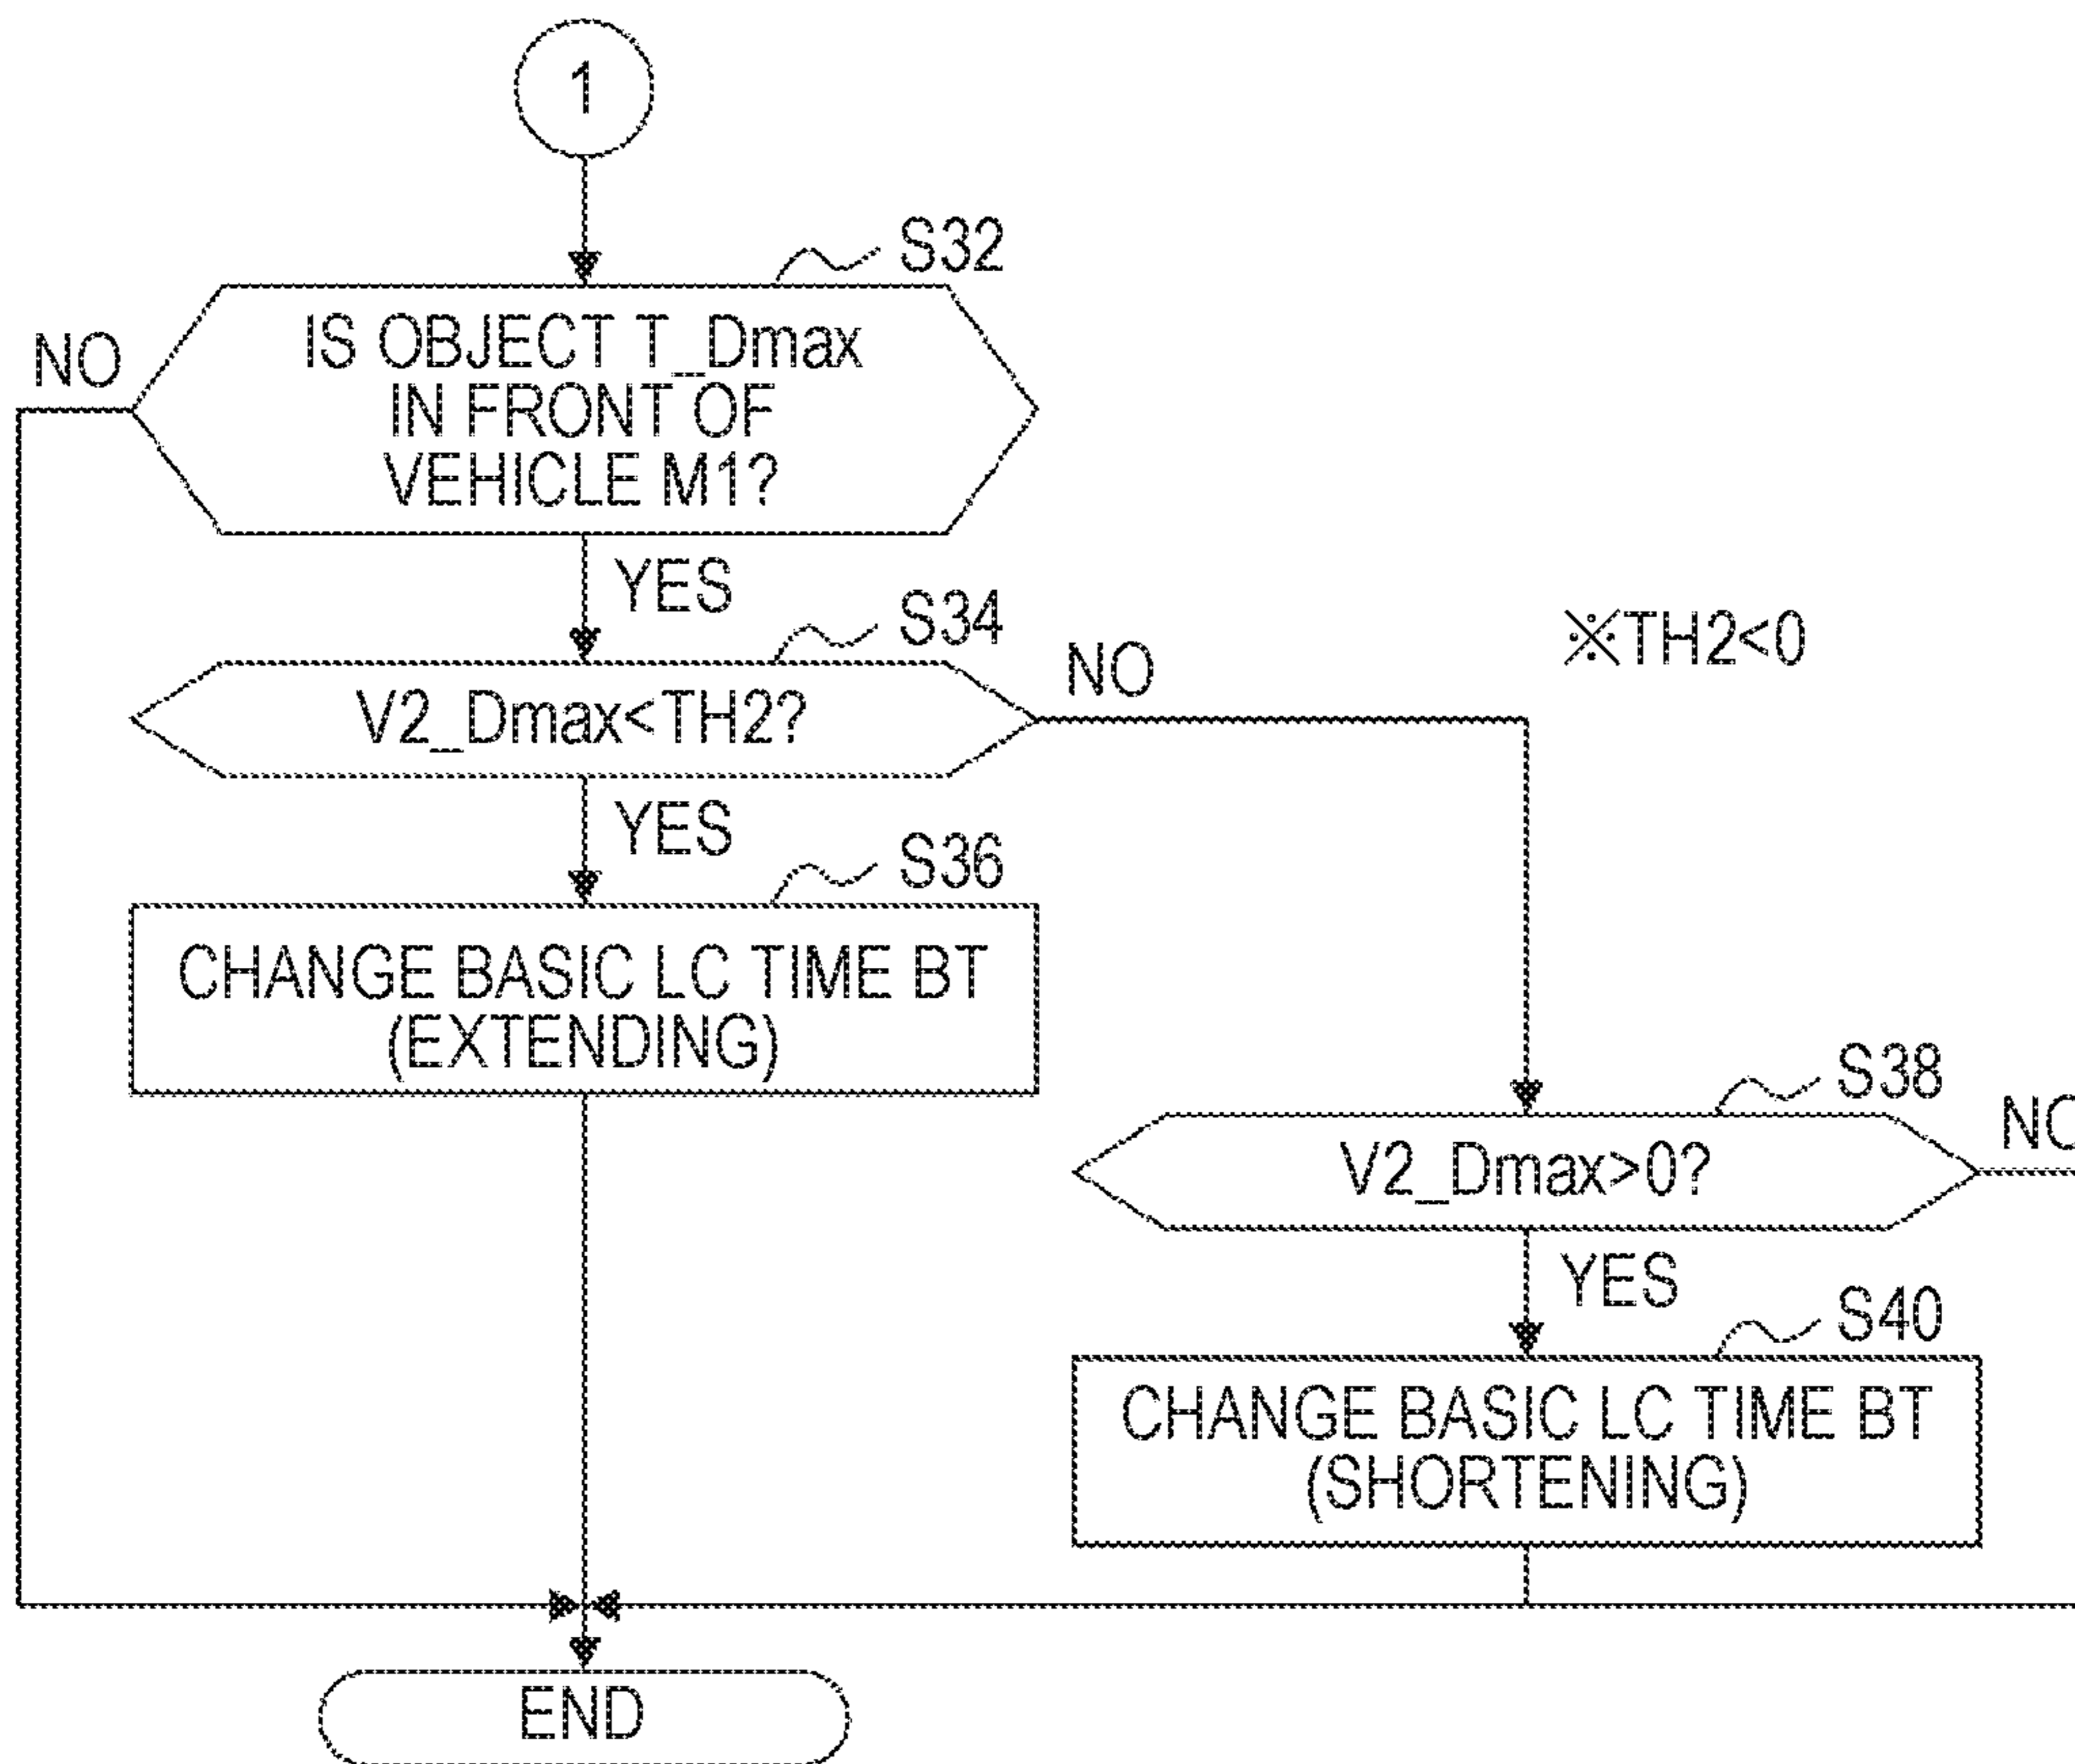 1
S32
NO
IS OBJECT T_Dmax
IN FRONT OF
VEHICLE M1?
YES
S34
※TH2<0
NO
V2_Dmax<TH2?
YES
S36
CHANGE BASIC LC TIME BT
(EXTENDING)
S38
NO
V2_Dmax>0?
YES
S40
CHANGE BASIC LC TIME BT
(SHORTENING)
END